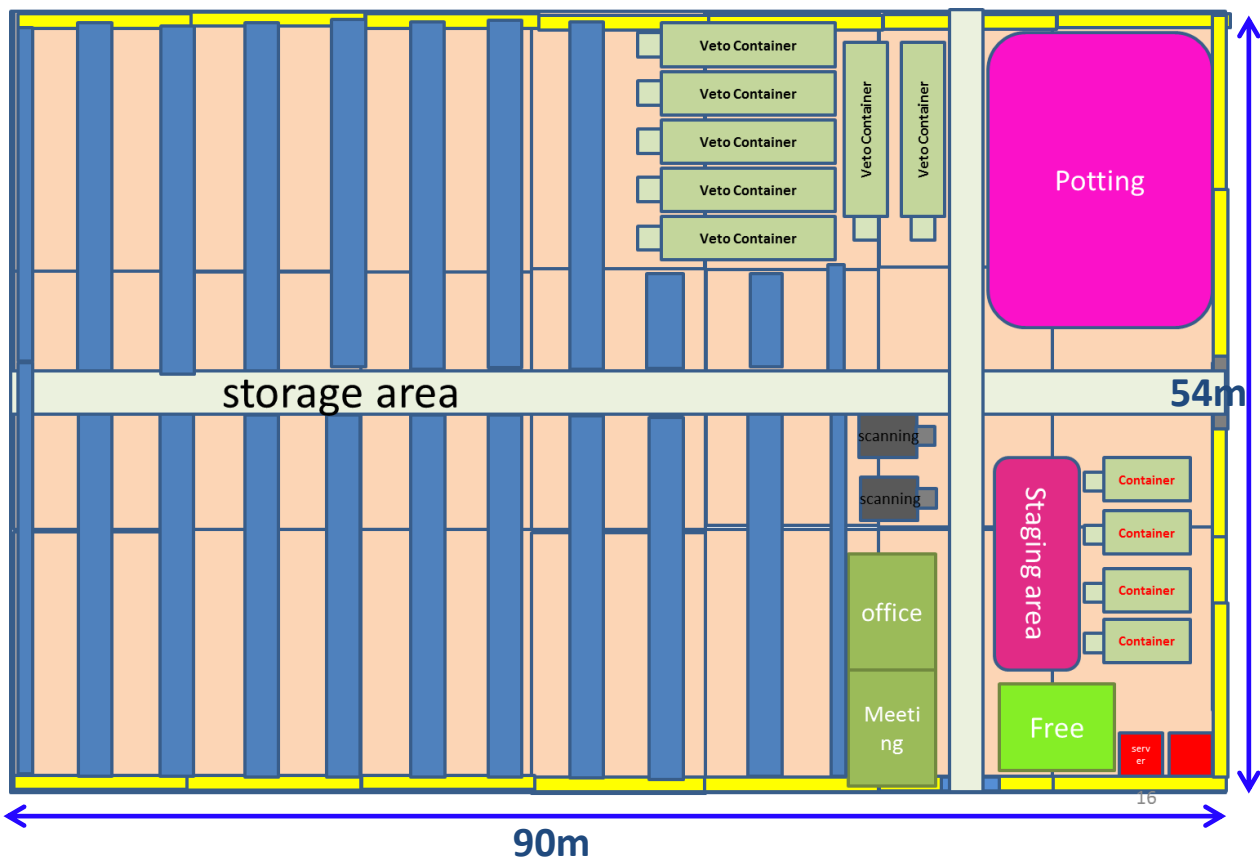 Veto Container
Veto Container
Veto Container
Veto Container
Veto Container
Veto Container
Veto Container
Potting
storage area
54m
scanning
scanning
Staging area
Container
Container
Container
Container
office
Meeti
ng
Free
serv
er
16
90m